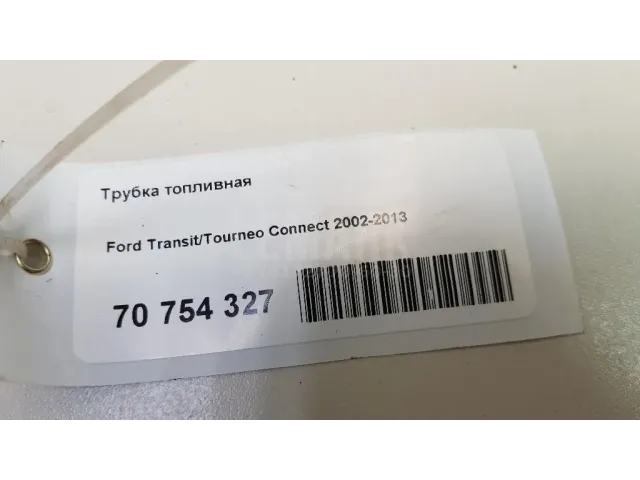 Трубка топливная
Ford Transit/Tourneo Connect 2002-2013
70 754 327